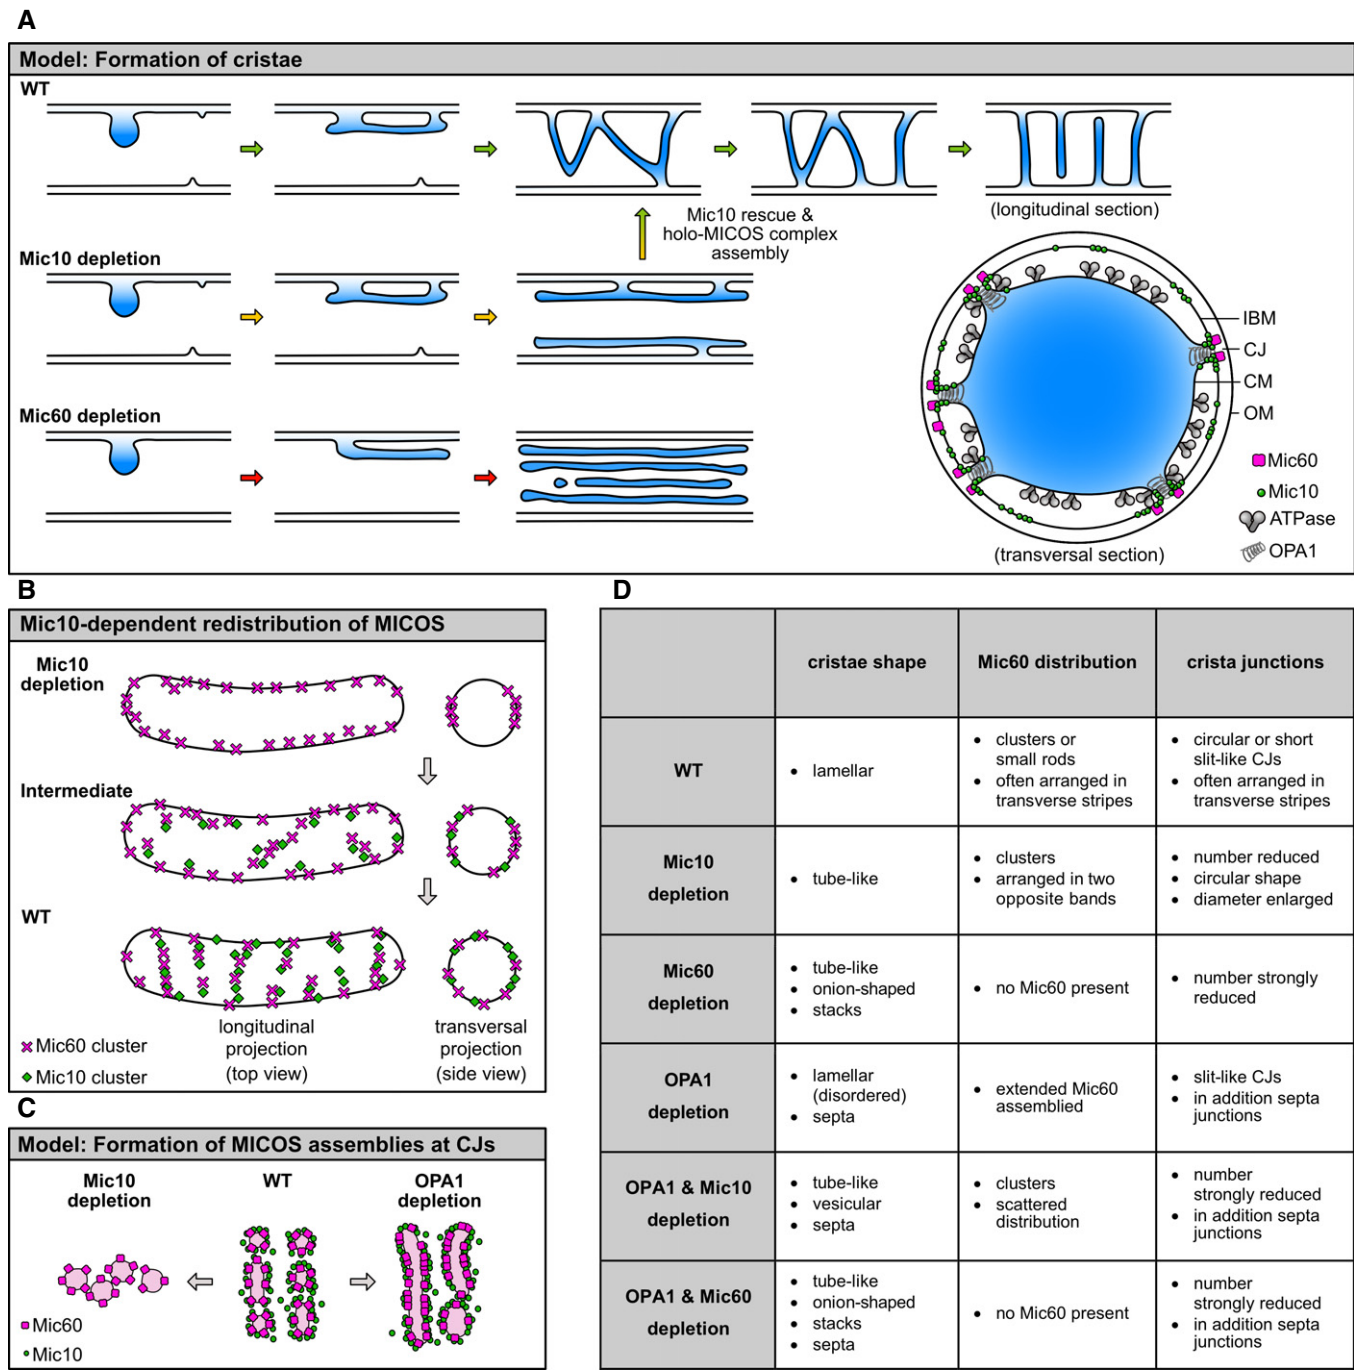 A
Model: Formation of cristae
WT
(longitudinal section)
Mic10 rescue &
holo-MICOS complex
assembly
Mic10 depletion
Mic60 depletion
IBM
CJ
CM
OM
Mic60
Mic10
ATPase
OPA1
(transversal section)
B
Mic10-dependent redistribution of MICOS
Mic10
depletion
Intermediate
WT
longitudinal
projection
(top view)
transversal
projection
(side view)
Mic60 cluster
Mic10 cluster
C
Model: Formation of MICOS assemblies at CJs
Mic10
depletion
WT
OPA1
depletion
Mic60
Mic10
D
cristae shape
Mic60 distribution
crista junctions
WT
• lamellar
• clusters or
small rods
• often arranged in
transverse stripes
• circular or short
slit-like CJs
• often arranged in
transverse stripes
Mic10
depletion
• tube-like
• clusters
• arranged in two
opposite bands
• number reduced
• circular shape
• diameter enlarged
Mic60
depletion
• tube-like
• onion-shaped
• stacks
• no Mic60 present
• number strongly
reduced
OPA1
depletion
• lamellar
(disordered)
• septa
• extended Mic60
assemblied
• slit-like CJs
• in addition septa
junctions
OPA1 & Mic10
depletion
• tube-like
• vesicular
• septa
• clusters
• scattered
distribution
• number
strongly reduced
• in addition septa
junctions
OPA1 & Mic60
depletion
• tube-like
• onion-shaped
• stacks
• septa
• no Mic60 present
• number
strongly reduced
• in addition septa
junctions